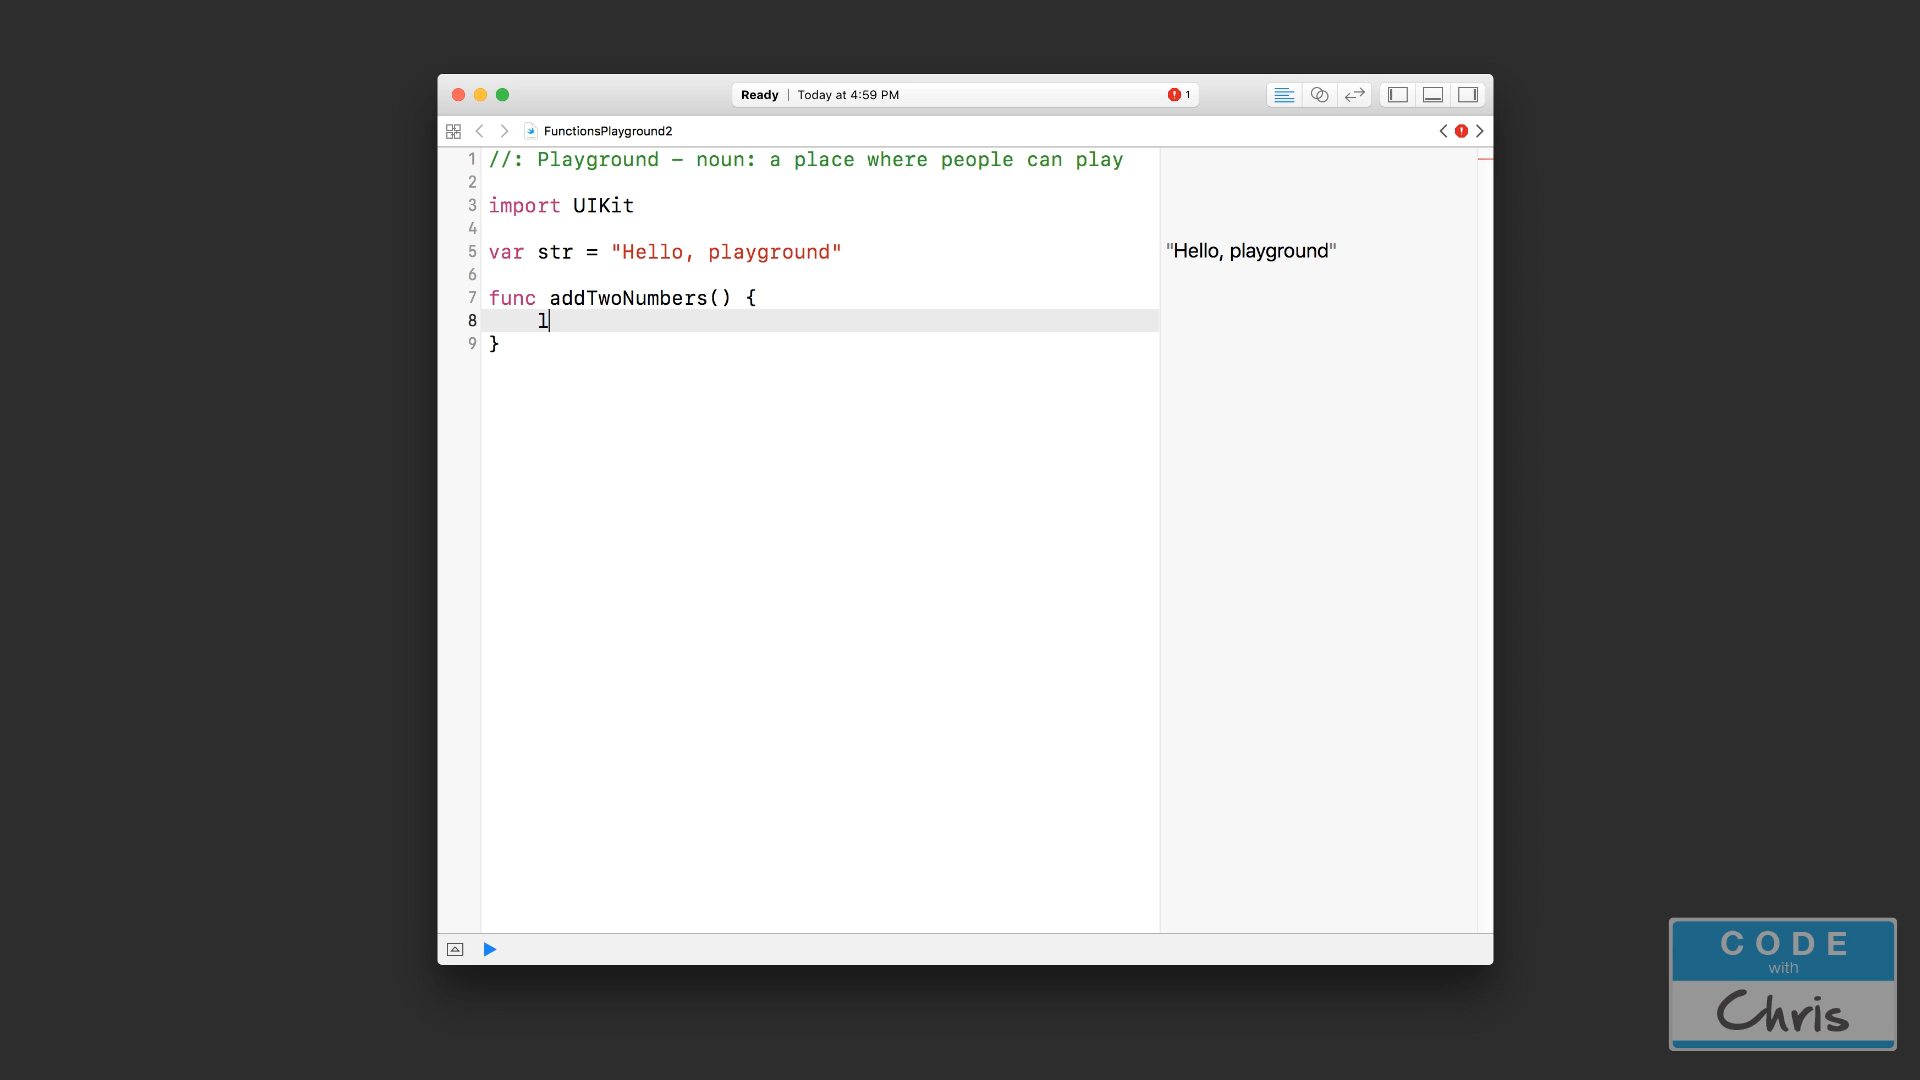 Ready | Today at 4:59 PM 1
FunctionsPlayground2
1 //: Playground – noun: a place where people can play
2
3 import UIKit
4
5 var str = "Hello, playground" "Hello, playground"
6
7 func addTwoNumbers() {
8 l
9 }
CODE
with
Chris